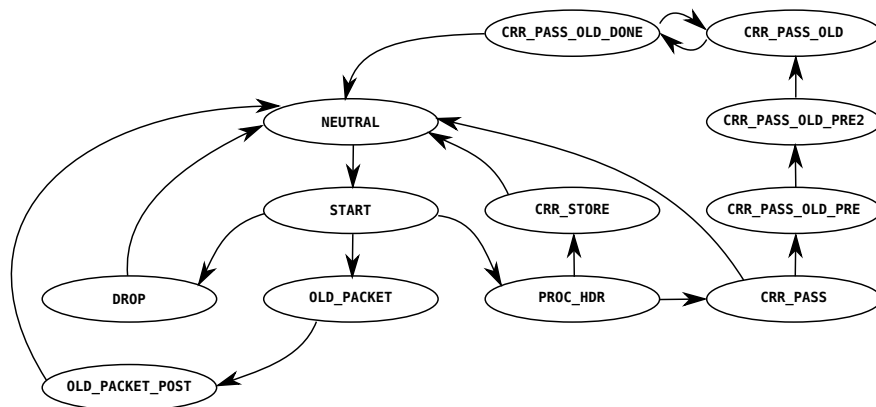 CRR_PASS_OLD_DONE
CRR_PASS_OLD
NEUTRAL
CRR_PASS_OLD_PRE2
START
CRR_STORE
CRR_PASS_OLD_PRE
DROP
OLD_PACKET
PROC_HDR
CRR_PASS
OLD_PACKET_POST